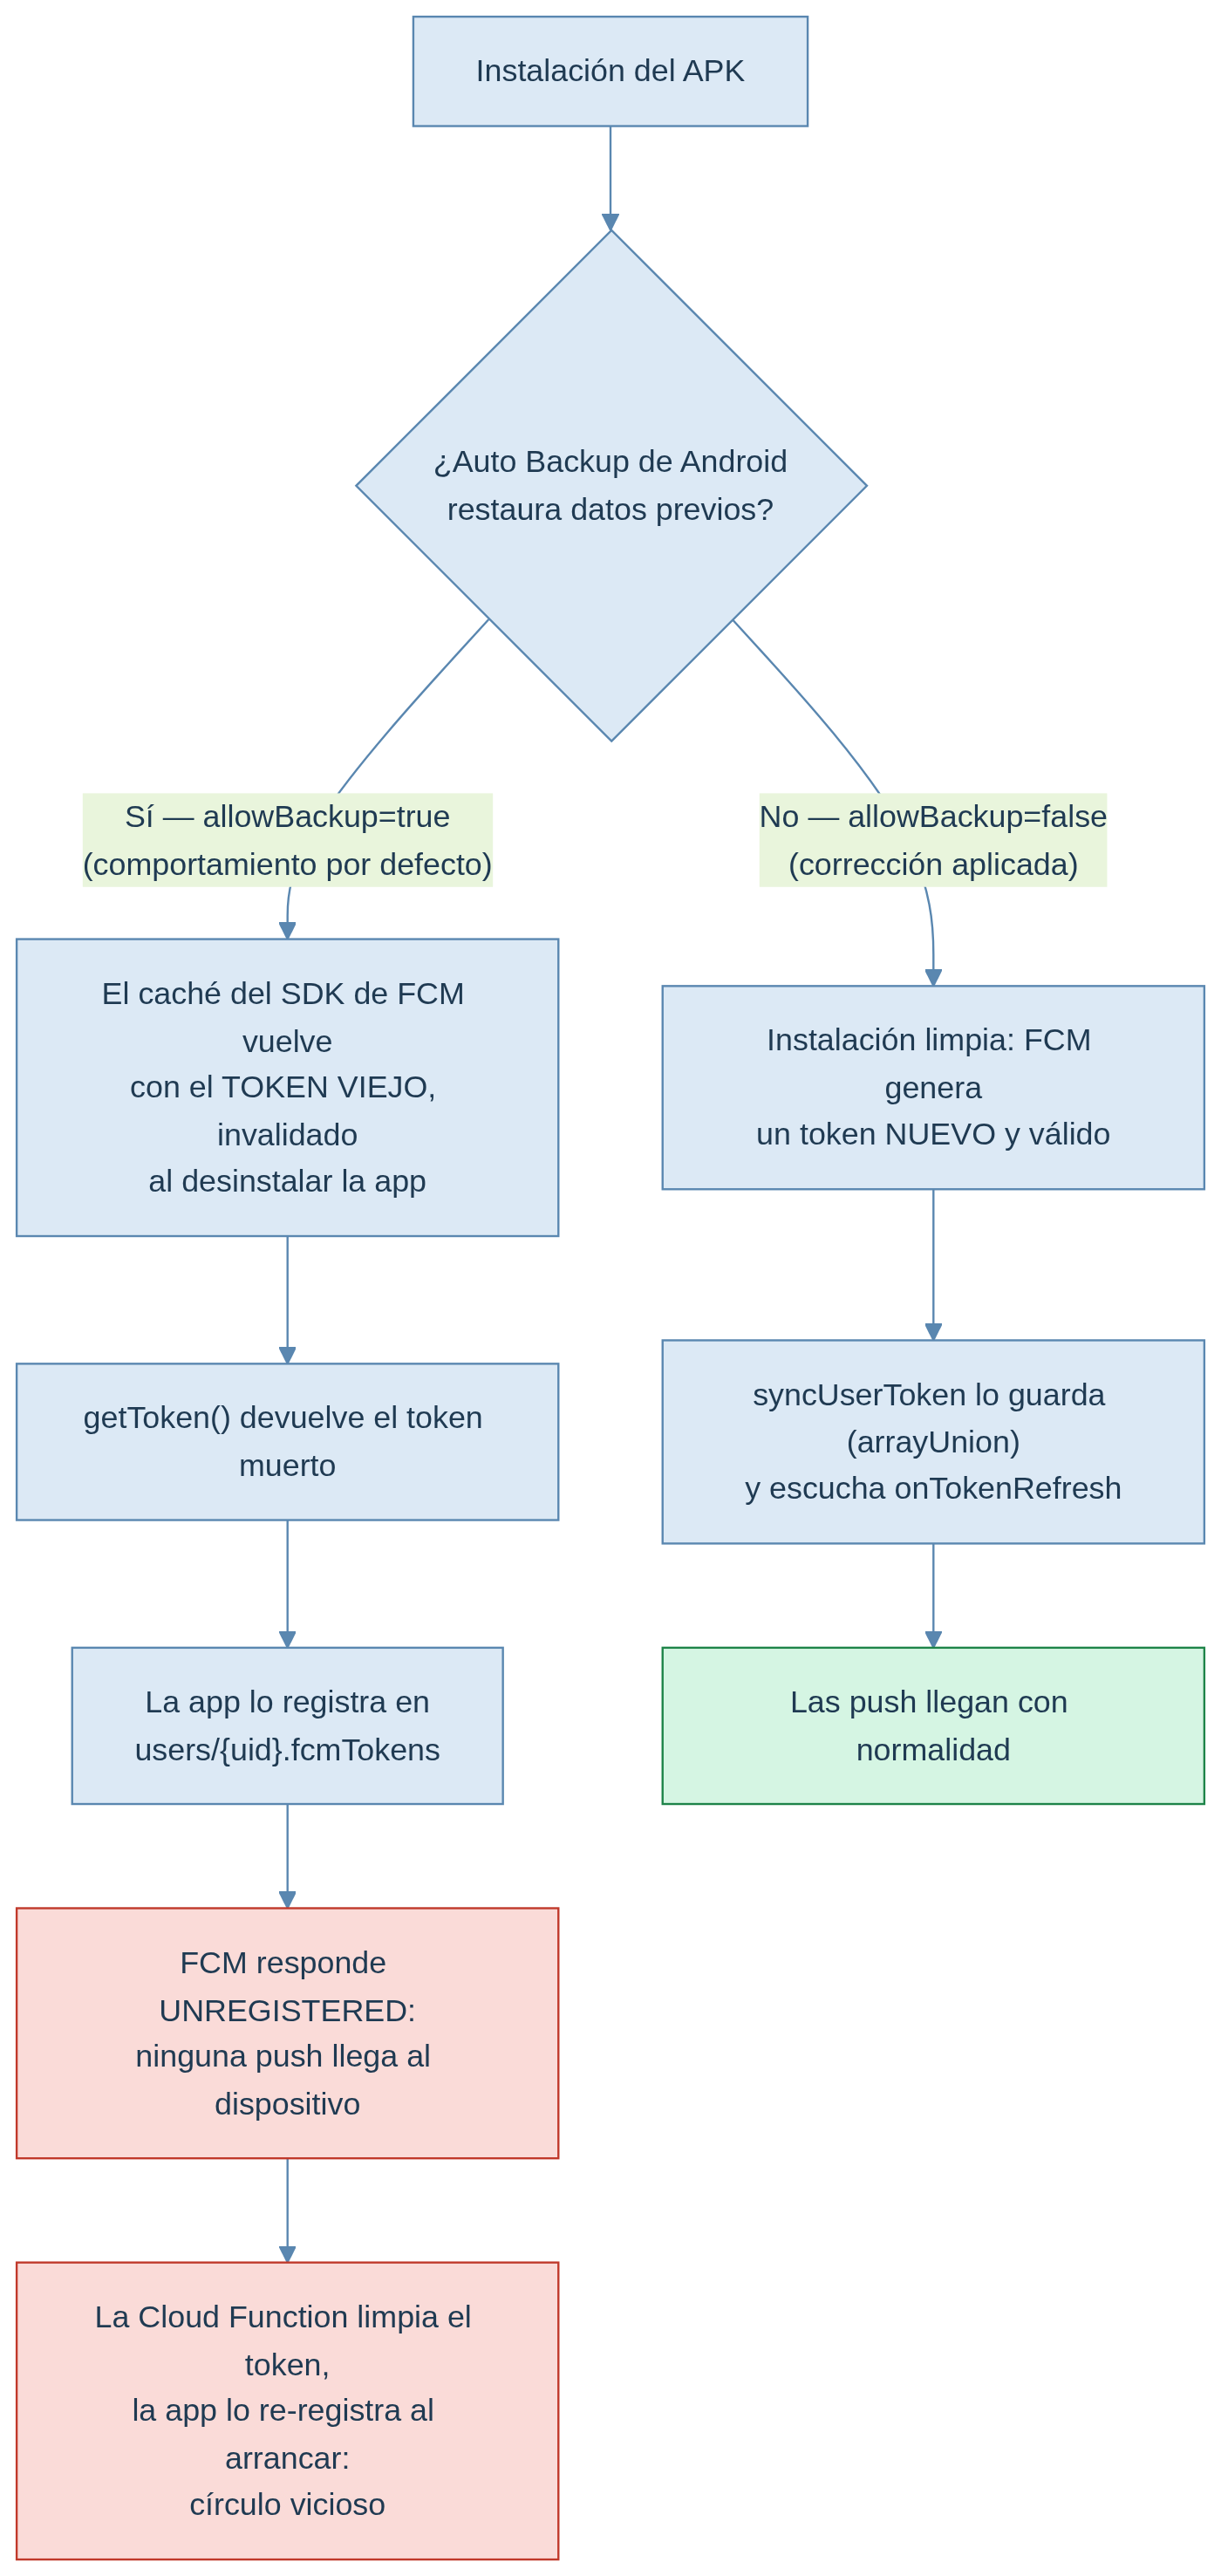 Instalación del APK
¿Auto Backup de Android
restaura datos previos?
Sí — allowBackup=true
(comportamiento por defecto)
No — allowBackup=false
(corrección aplicada)
El caché del SDK de FCM
vuelve
con el TOKEN VIEJO,
invalidado
al desinstalar la app
Instalación limpia: FCM
genera
un token NUEVO y válido
getToken() devuelve el token
muerto
syncUserToken lo guarda
(arrayUnion)
y escucha onTokenRefresh
La app lo registra en
users/{uid}.fcmTokens
Las push llegan con
normalidad
FCM responde
UNREGISTERED:
ninguna push llega al
dispositivo
La Cloud Function limpia el
token,
la app lo re-registra al
arrancar:
círculo vicioso